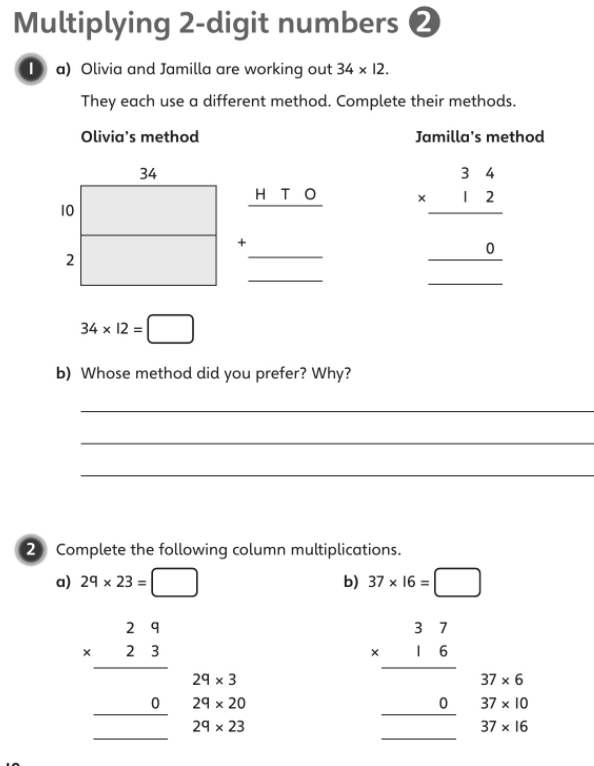 Multiplying 2-digit numbers 2
1 a) Olivia and Jamilla are working out 34 × 12.
They each use a different method. Complete their methods.
Olivia's method Jamilla's method
34
10
2
H T O
+
3 4
× 1 2
0
34 × 12 =
b) Whose method did you prefer? Why?
2 Complete the following column multiplications.
a) 29 × 23 =
b) 37 × 16 =
2 9
× 2 3
29 × 3
0 29 × 20
29 × 23
3 7
× 1 6
37 × 6
0 37 × 10
37 × 16